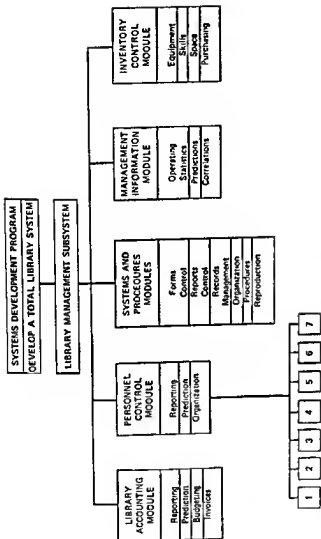 SYSTEMS DEVELOPMENT PROGRAM
DEVELOP A TOTAL LIBRARY SYSTEM
LIBRARY MANAGEMENT SUBSYSTEM
LIBRARY
ACCOUNTING
MODULE
Reporting
Prediction
Budgeting
Invoices
PERSONNEL
CONTROL
MODULE
Reporting
Prediction
Organization
SYSTEMS AND
PROCEDURES
MODULES
Forms
Control
Reports
Control
Records
Management
Organization
Procedures
Reproduction
MANAGEMENT
INFORMATION
MODULE
Operating
Statistics
Predictions
Correlations
INVENTORY
CONTROL
MODULE
Equipment
Skills
Space
Purchasing
1 2 3 4 5 6 7